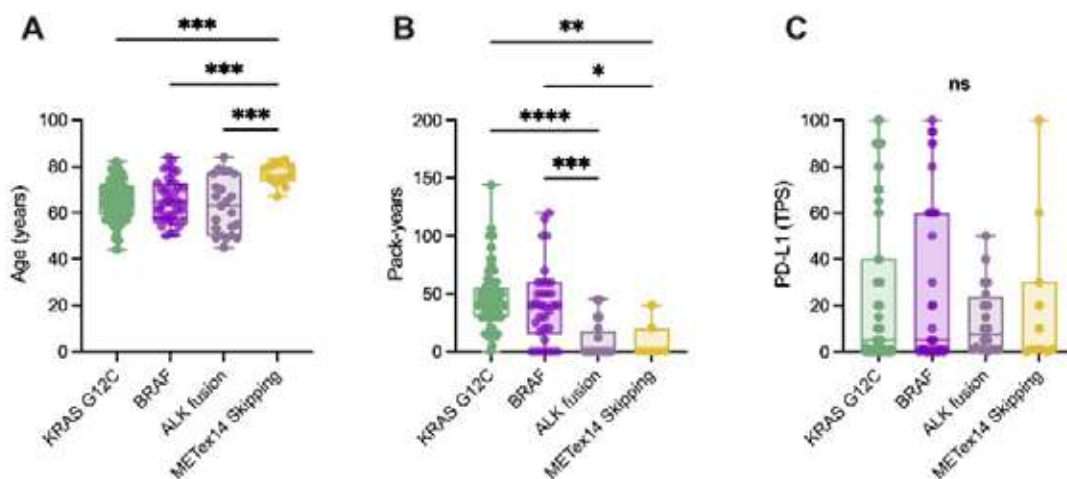 A
***
***
***
Age (years)
100
80
60
40
20
0
KRAS G12C
BRAF
ALK fusion
METex14 Skipping
B
**
*
****
***
Pack-years
200
150
100
50
0
KRAS G12C
BRAF
ALK fusion
METex14 Skipping
C
ns
PD-L1 (TPS)
100
80
60
40
20
0
KRAS G12C
BRAF
ALK fusion
METex14 Skipping